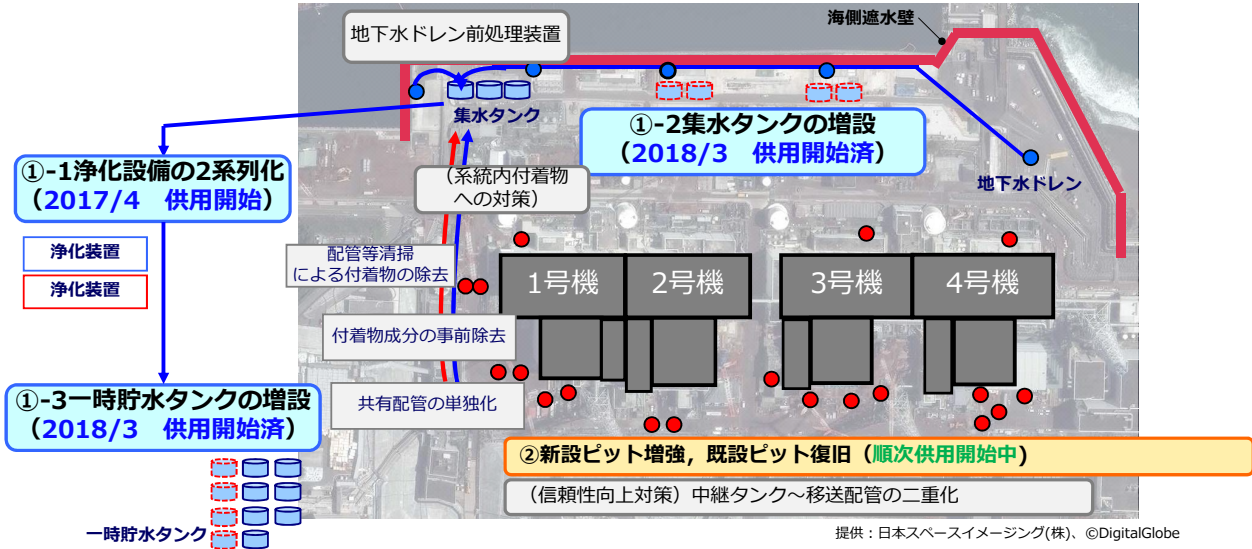 地下水ドレン前処理装置
海側遮水壁
集水タンク
①-2集水タンクの増設
（2018/3　供用開始済）
①-1浄化設備の2系列化
（2017/4　供用開始）
（系統内付着物
への対策）
地下水ドレン
浄化装置
浄化装置
配管等清掃
による付着物の除去
1号機
2号機
3号機
4号機
付着物成分の事前除去
共有配管の単独化
①-3一時貯水タンクの増設
（2018/3　供用開始済）
②新設ピット増強，既設ピット復旧（順次供用開始中)
（信頼性向上対策）中継タンク～移送配管の二重化
一時貯水タンク
提供：日本スペースイメージング(株)、©DigitalGlobe